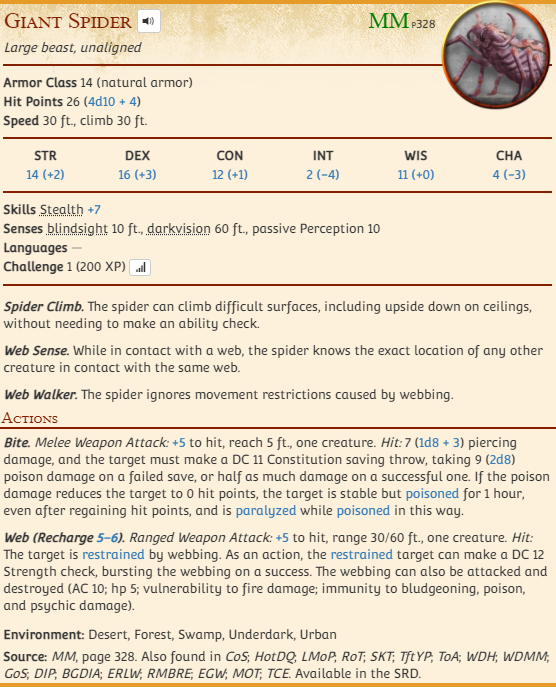 Giant Spider MM p328
Large beast, unaligned
Armor Class 14 (natural armor)
Hit Points 26 (4d10 + 4)
Speed 30 ft., climb 30 ft.
STR DEX CON INT WIS CHA
14 (+2) 16 (+3) 12 (+1) 2 (−4) 11 (+0) 4 (−3)
Skills Stealth +7
Senses blindsight 10 ft., darkvision 60 ft., passive Perception 10
Languages —
Challenge 1 (200 XP)
Spider Climb. The spider can climb difficult surfaces, including upside down on ceilings,
without needing to make an ability check.
Web Sense. While in contact with a web, the spider knows the exact location of any other
creature in contact with the same web.
Web Walker. The spider ignores movement restrictions caused by webbing.
Actions
Bite. Melee Weapon Attack: +5 to hit, reach 5 ft., one creature. Hit: 7 (1d8 + 3) piercing
damage, and the target must make a DC 11 Constitution saving throw, taking 9 (2d8)
poison damage on a failed save, or half as much damage on a successful one. If the poison
damage reduces the target to 0 hit points, the target is stable but poisoned for 1 hour,
even after regaining hit points, and is paralyzed while poisoned in this way.
Web (Recharge 5–6). Ranged Weapon Attack: +5 to hit, range 30/60 ft., one creature. Hit:
The target is restrained by webbing. As an action, the restrained target can make a DC 12
Strength check, bursting the webbing on a success. The webbing can also be attacked and
destroyed (AC 10; hp 5; vulnerability to fire damage; immunity to bludgeoning, poison,
and psychic damage).
Environment: Desert, Forest, Swamp, Underdark, Urban
Source: MM, page 328. Also found in CoS; HotDQ; LMoP; RoT; SKT; TftYP; ToA; WDH; WDMM;
GoS; DIP; BGDIA; ERLW; RMBRE; EGW; MOT; TCE. Available in the SRD.